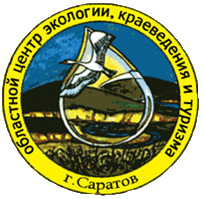 областной центр экологии, краеведения и туризма
г. Саратов